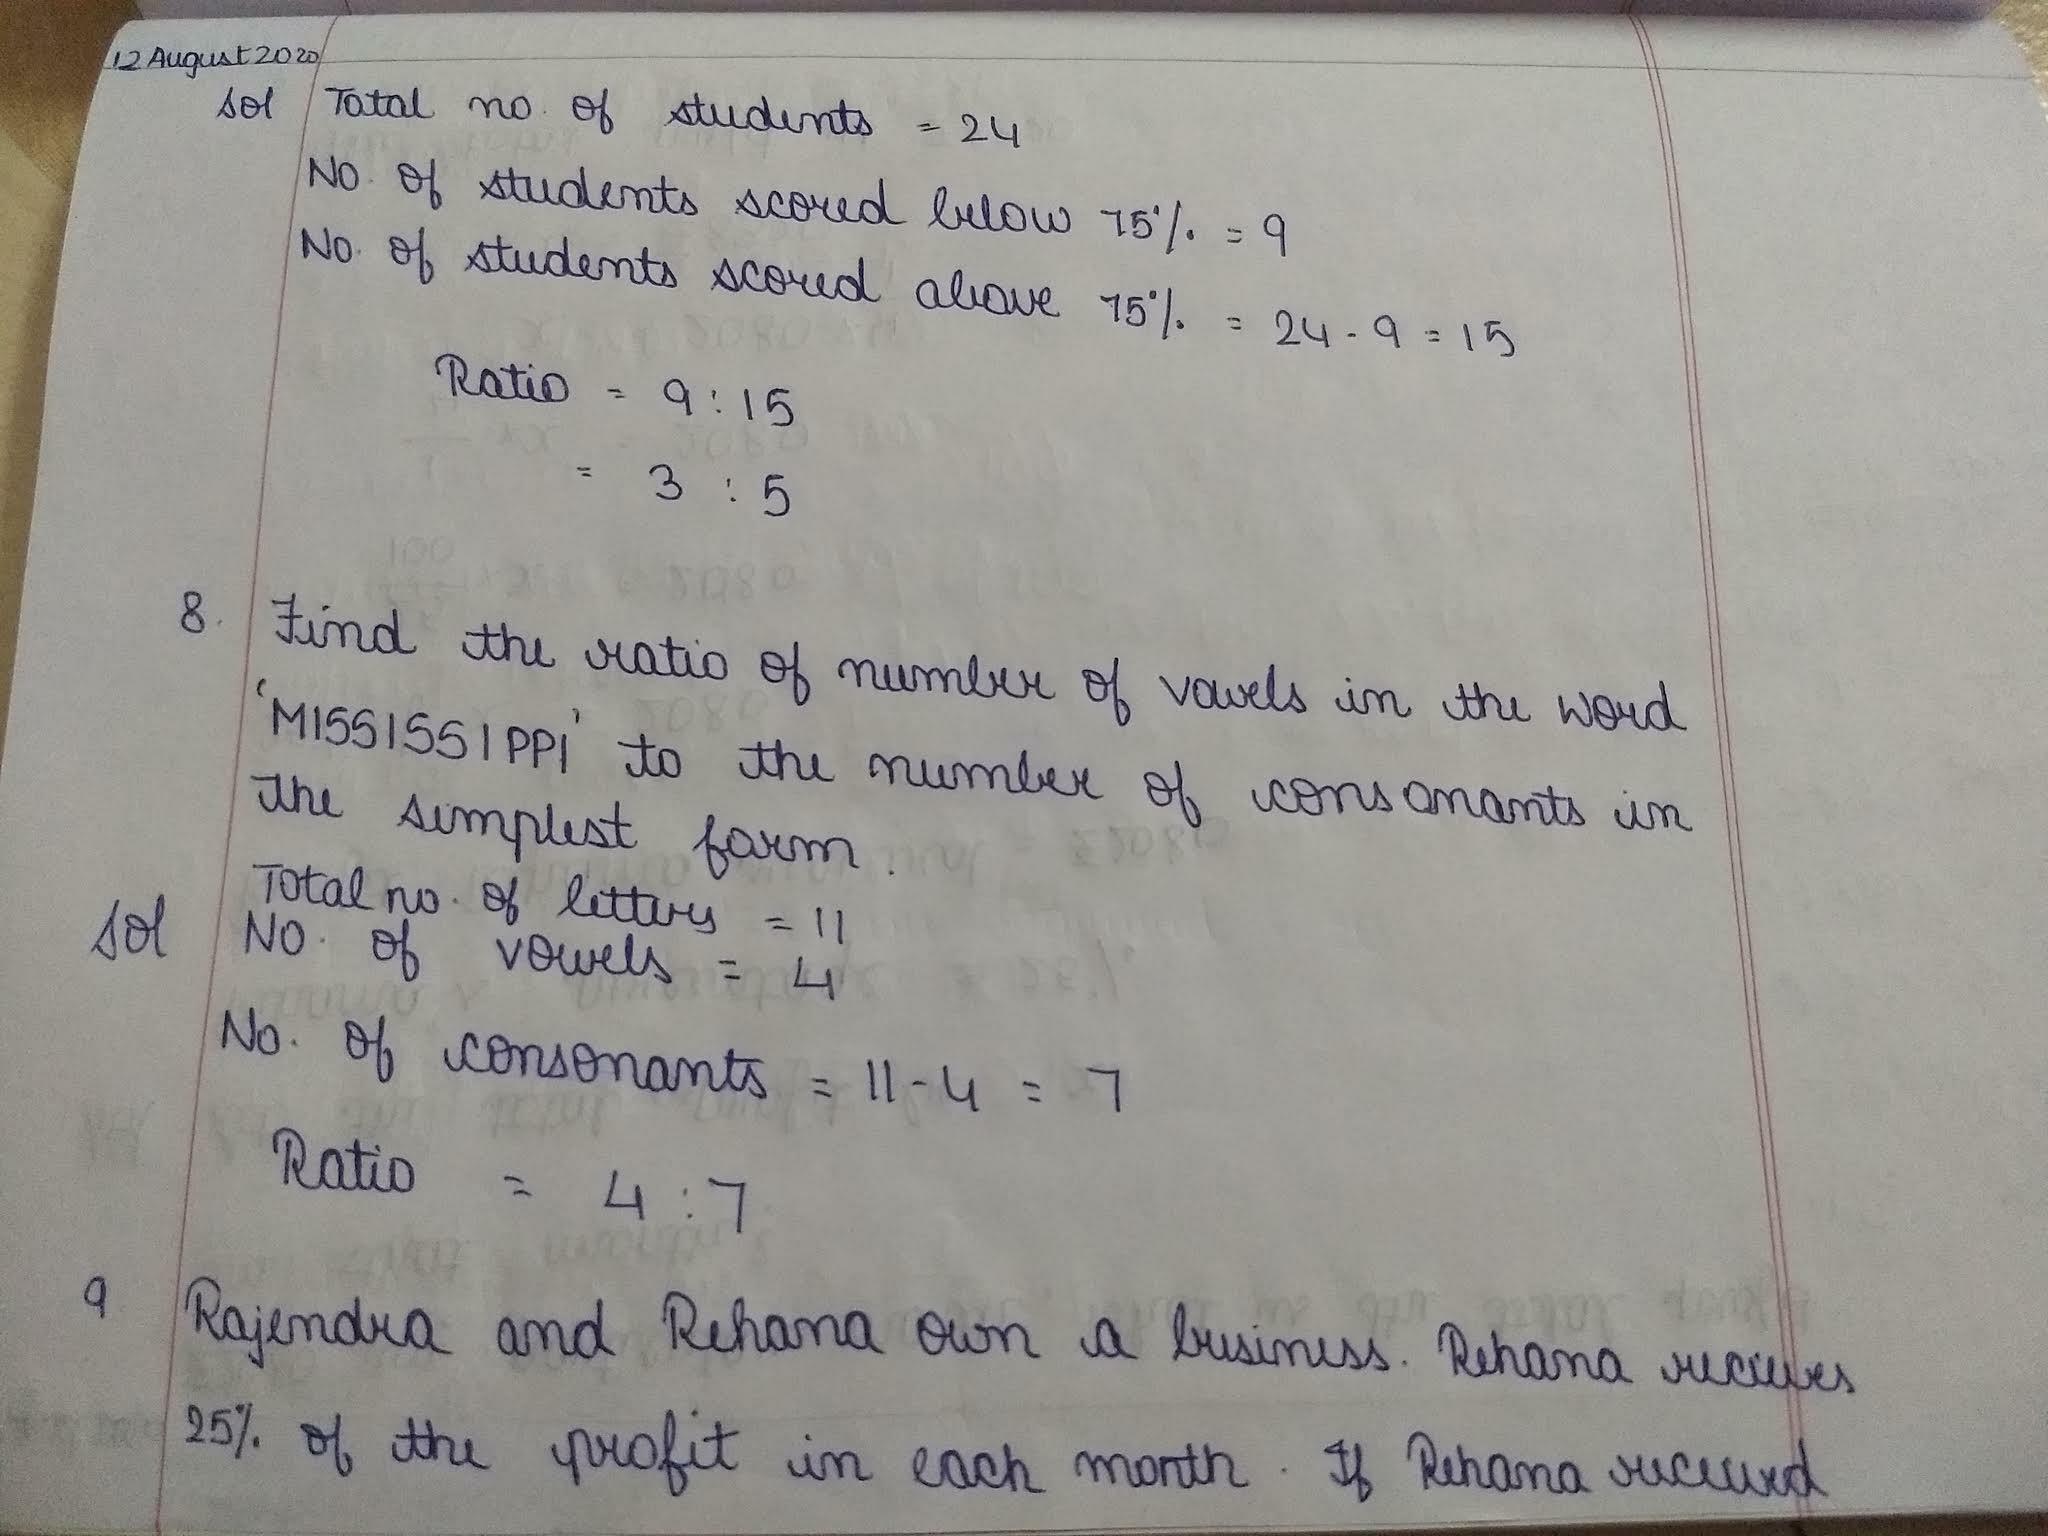 12 August 2020
Sol Total no. of students = 24
No. of students scored below 75% = 9
No. of students scored above 75% = 24 - 9 = 15
Ratio = 9 : 15
= 3 : 5
8. Find the ratio of number of vowels in the word
'MISSISSIPPI' to the number of consonants in
the simplest form.
Total no. of letters = 11
Sol No. of vowels = 4
No. of consonants = 11 - 4 = 7
Ratio = 4 : 7
9 Rajendra and Rehana own a business. Rehana receives
25% of the profit in each month. If Rehana received